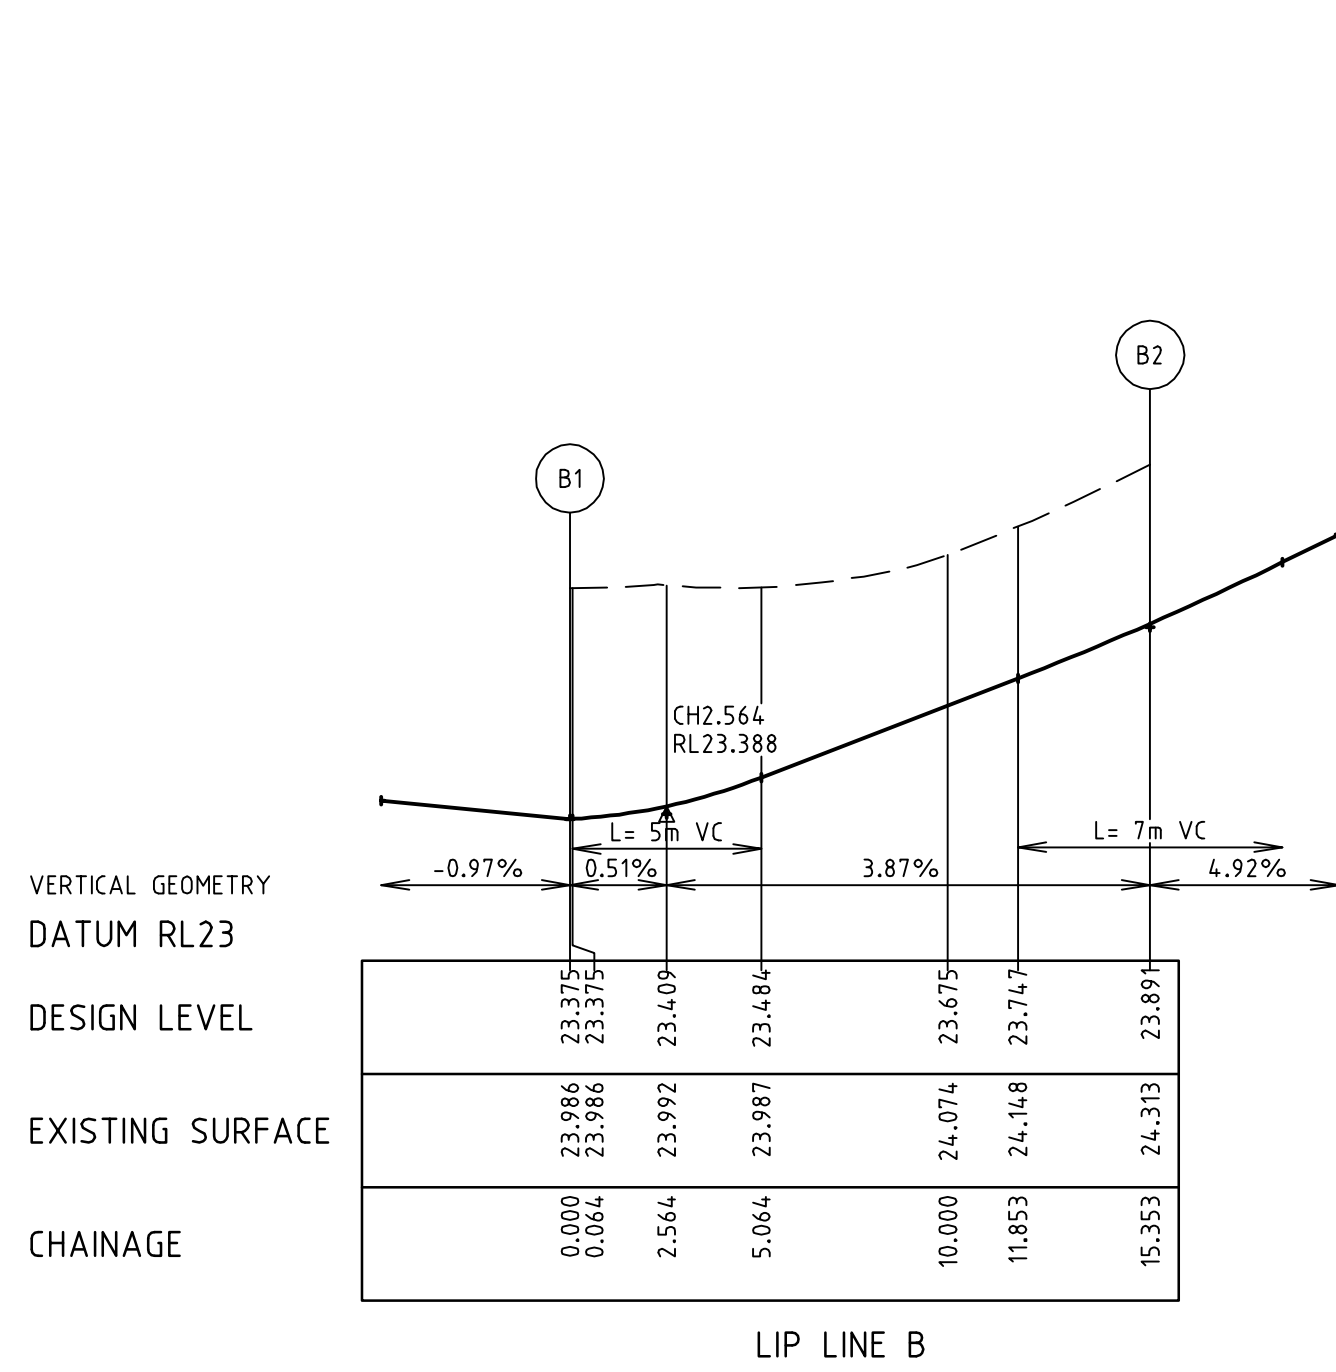 B2
B1
CH2.564
RL23.388
L= 5m VC
L= 7m VC
-0.97%
0.51%
3.87%
4.92%
VERTICAL GEOMETRY
DATUM RL23
DESIGN LEVEL
23.375
23.375
23.409
23.484
23.675
23.747
23.891
EXISTING SURFACE
23.986
23.986
23.992
23.987
24.074
24.148
24.313
CHAINAGE
0.000
0.064
2.564
5.064
10.000
11.853
15.353
LIP LINE B